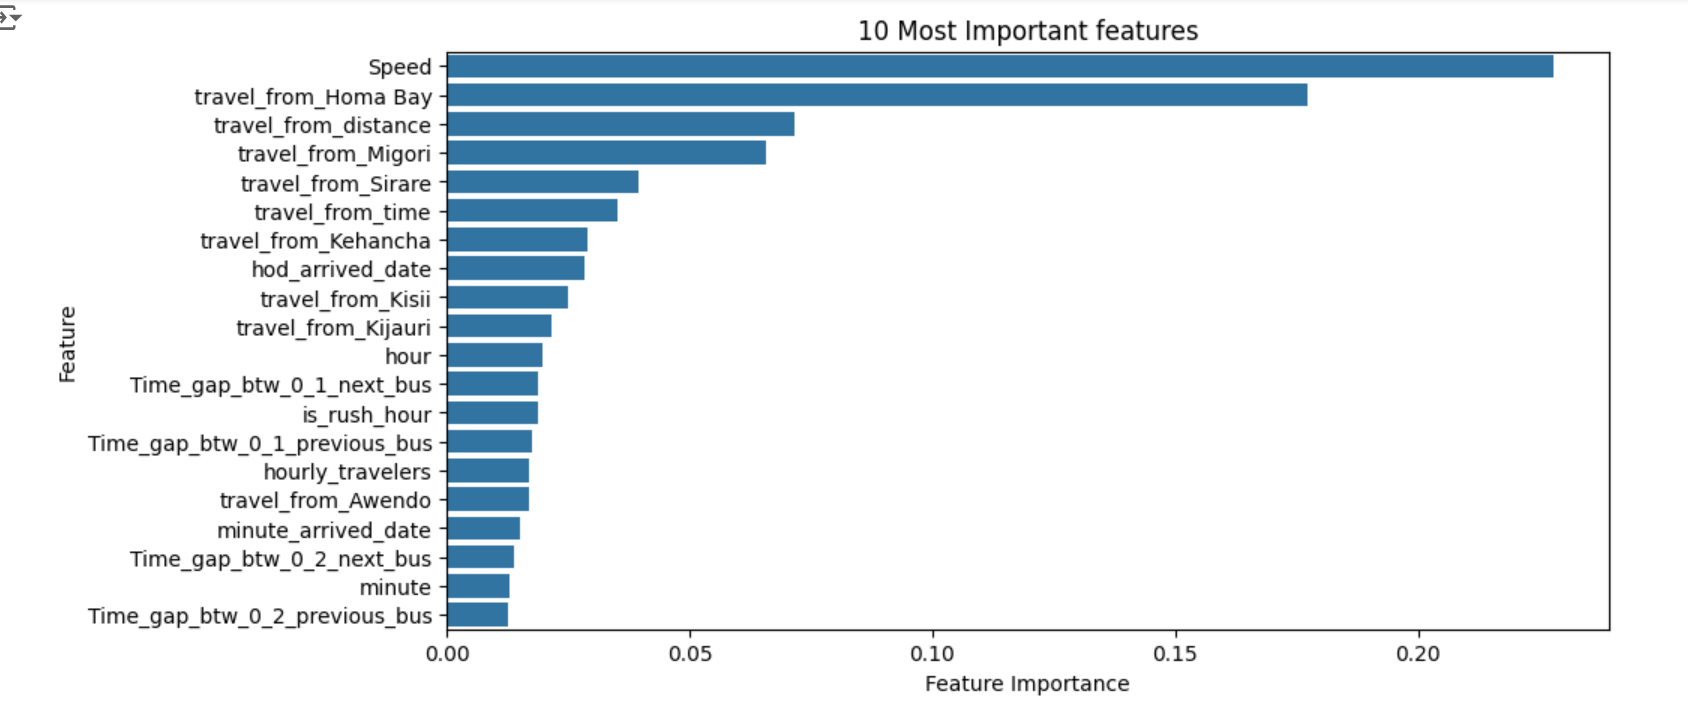 10 Most Important features
Speed
travel_from_Homa Bay
travel_from_distance
travel_from_Migori
travel_from_Sirare
travel_from_time
travel_from_Kehancha
hod_arrived_date
travel_from_Kisii
travel_from_Kijauri
hour
Time_gap_btw_0_1_next_bus
is_rush_hour
Time_gap_btw_0_1_previous_bus
hourly_travelers
travel_from_Awendo
minute_arrived_date
Time_gap_btw_0_2_next_bus
minute
Time_gap_btw_0_2_previous_bus
Feature
0.00 0.05 0.10 0.15 0.20
Feature Importance